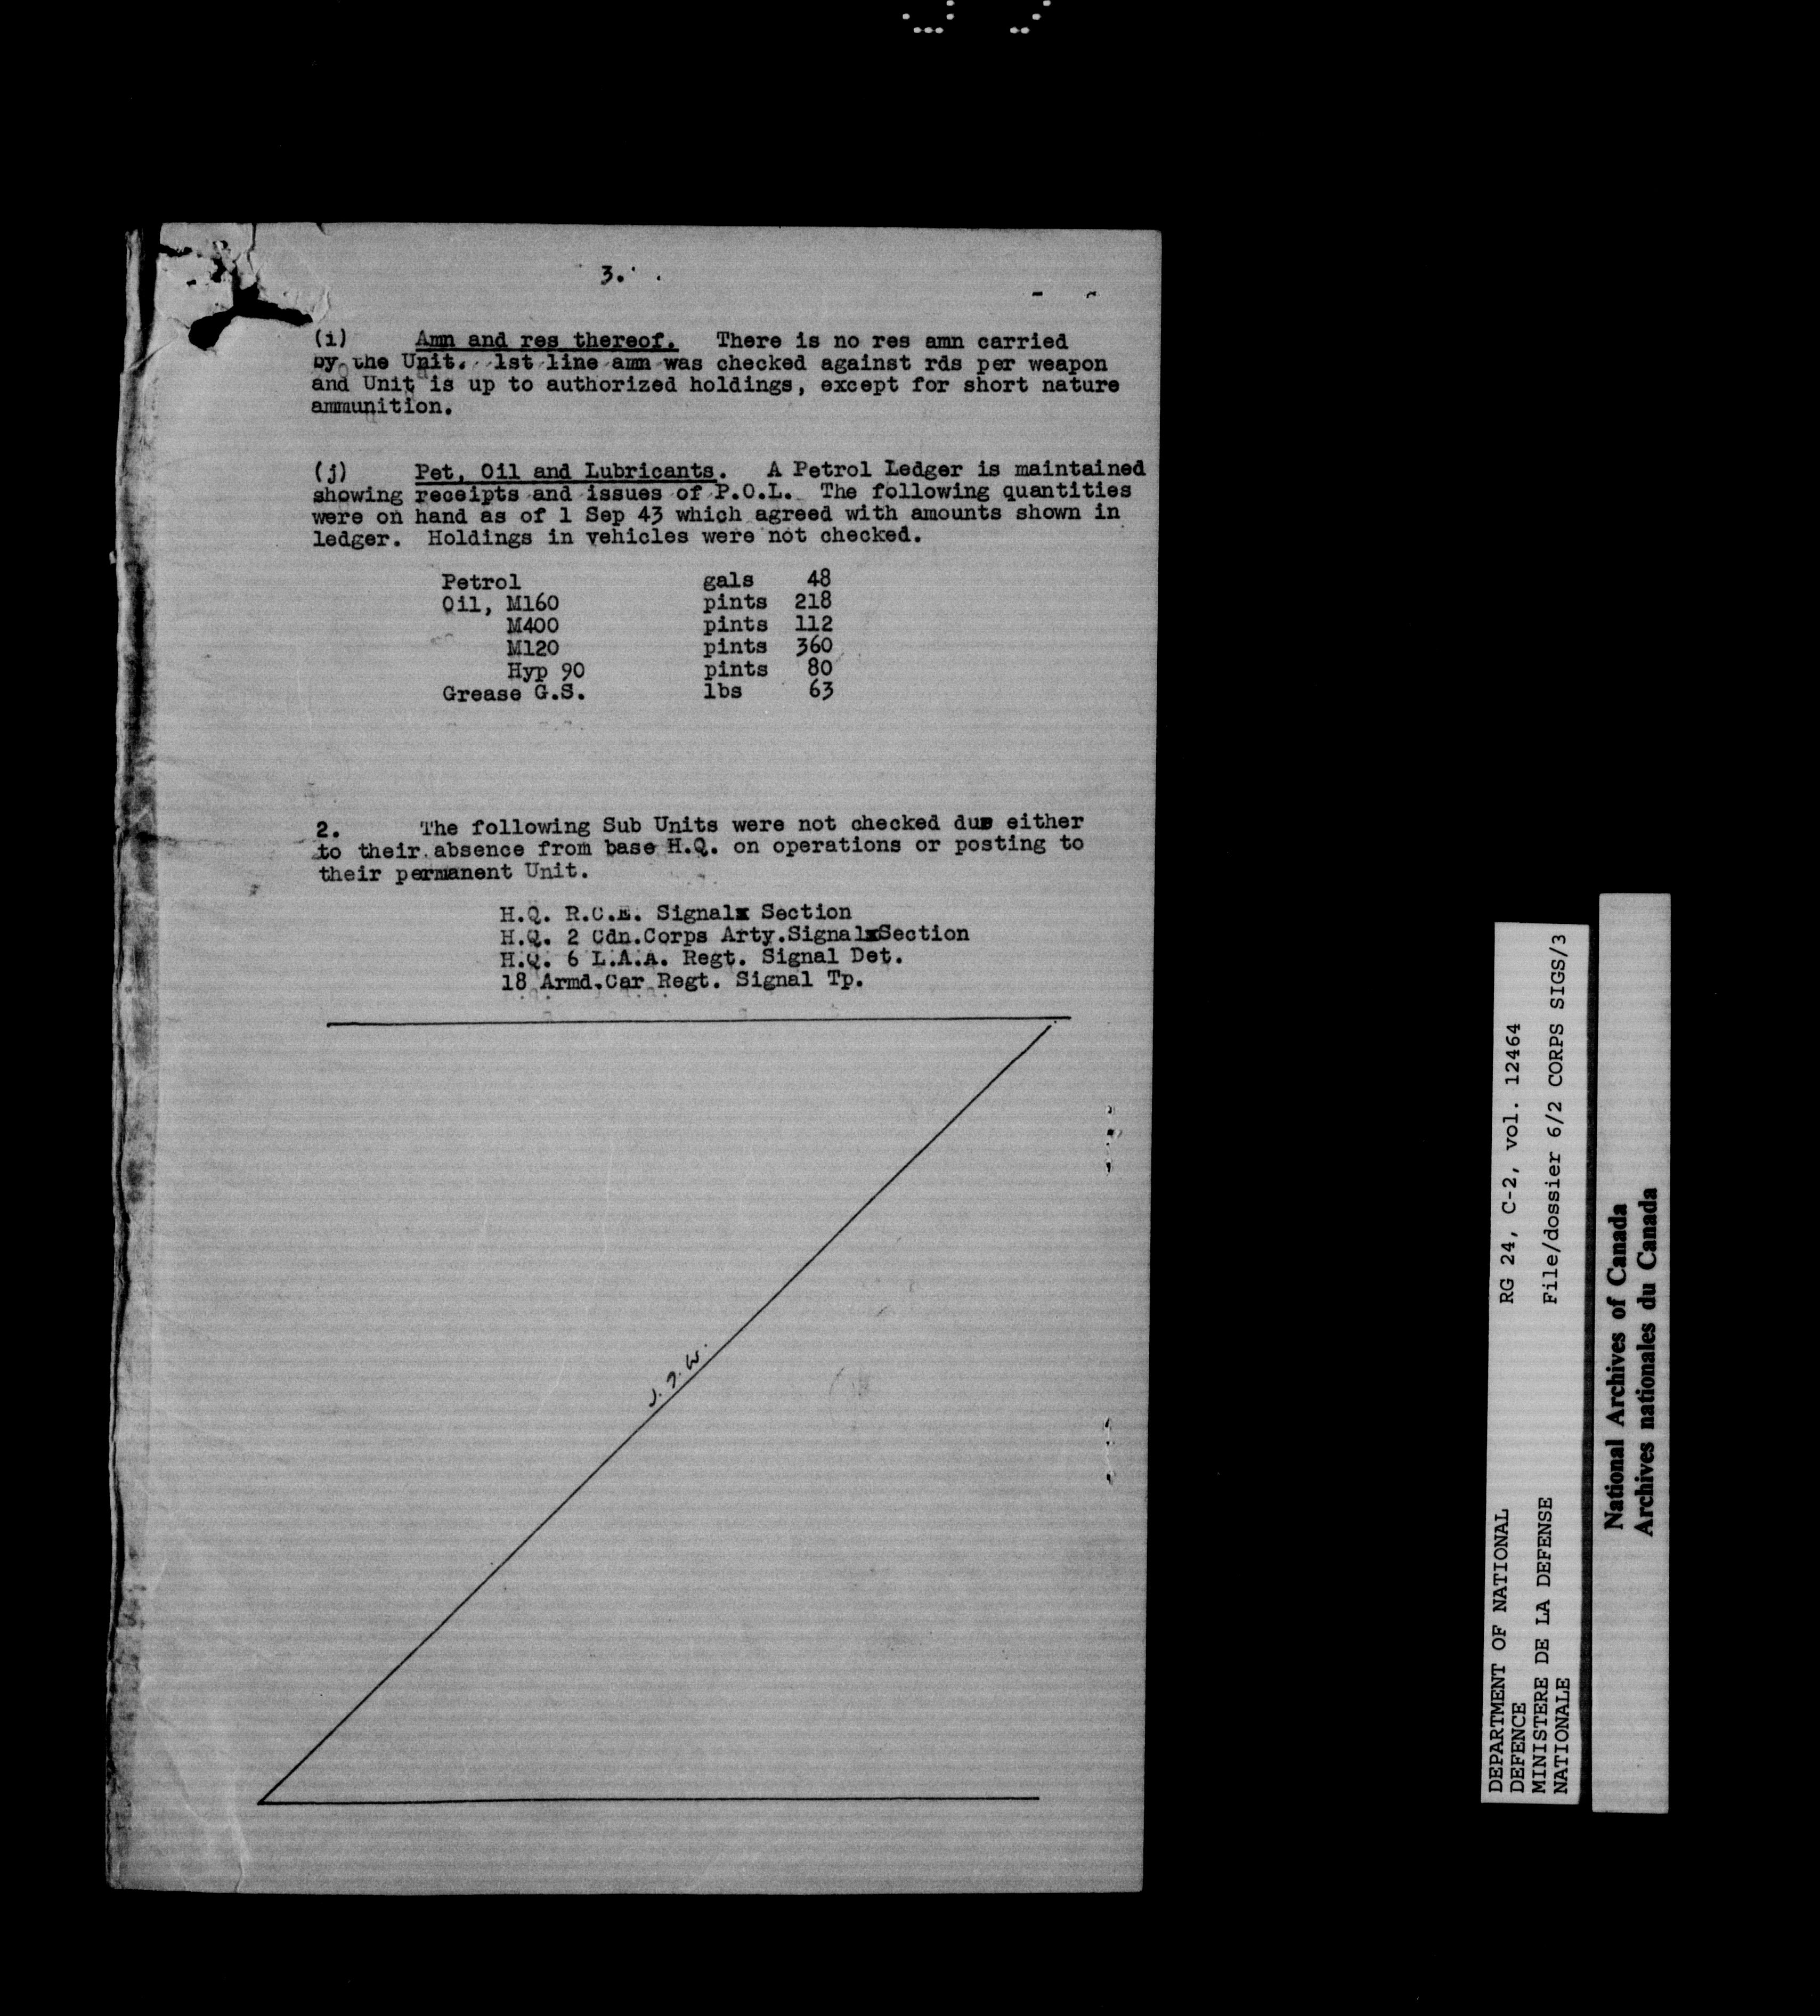 3.
(i) Amn and res thereof. There is no res amn carried
by the Unit. 1st line amn was checked against rds per weapon
and Unit is up to authorized holdings, except for short nature
ammunition.
(j) Pet, Oil and Lubricants. A Petrol Ledger is maintained
showing receipts and issues of P.O.L. The following quantities
were on hand as of 1 Sep 43 which agreed with amounts shown in
ledger. Holdings in vehicles were not checked.
Petrol gals 48
Oil, M160 pints 218
M400 pints 112
M120 pints 360
Hyp 90 pints 80
Grease G.S. lbs 63
2. The following Sub Units were not checked due either
to their absence from base H.Q. on operations or posting to
their permanent Unit.
H.Q. R.C.E. Signalx Section
H.Q. 2 Cdn.Corps Arty.SignalxSection
H.Q. 6 L.A.A. Regt. Signal Det.
18 Armd.Car Regt. Signal Tp.
J.J.W.
DEPARTMENT OF NATIONAL
DEFENCE
MINISTERE DE LA DEFENSE
NATIONALE
RG 24, C-2, vol. 12464
File/dossier 6/2 CORPS SIGS/3
National Archives of Canada
Archives nationales du Canada